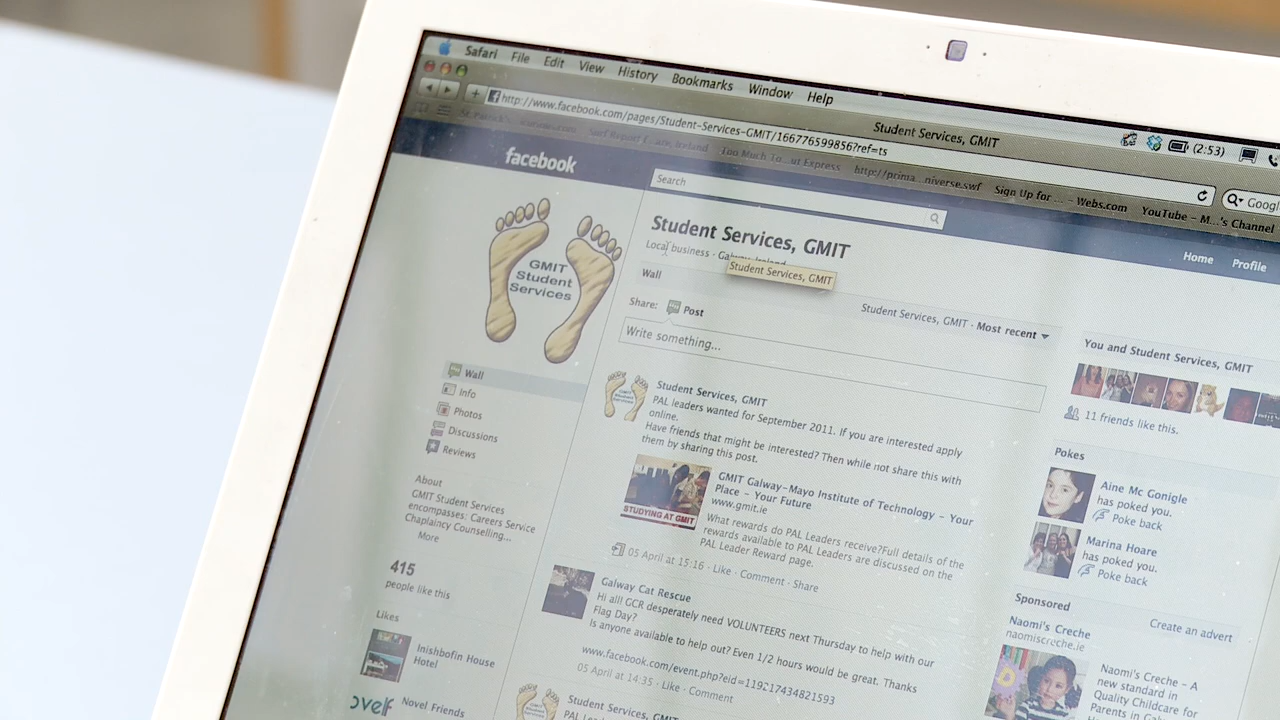 Safari File Edit View History Bookmarks Window Help
(2:53)
Student Services, GMIT
http://www.facebook.com/pages/Student-Services-GMIT/166776599856?ref=ts
Googl
Too Much To...ut Express http://prima...niverse.swf Sign Up for ... - Webs.com YouTube - M...'s Channel
facebook
Search
Home Profile
GMIT
Student
Services
Student Services, GMIT
Local business · Galway, Ireland
Student Services, GMIT
Wall
Share: Post
Student Services, GMIT · Most recent
Write something...
Wall
Info
Photos
Discussions
Reviews
About
GMIT Student Services
encompasses: Careers Service
Chaplaincy Counselling...
More
415
people like this
Likes
Inishbofin House
Hotel
Novel Friends
Student Services, GMIT
PAL leaders wanted for September 2011. If you are interested apply
online.
Have friends that might be interested? Then while not share this with
them by sharing this post.
STUDYING AT GMIT
GMIT Galway-Mayo Institute of Technology - Your
Place - Your Future
www.gmit.ie
What rewards do PAL Leaders receive?Full details of the
rewards available to PAL Leaders are discussed on the
PAL Leader Reward page.
05 April at 15:16 · Like · Comment · Share
Galway Cat Rescue
Hi all! GCR desperately need VOLUNTEERS next Thursday to help with our
Flag Day?
Is anyone available to help out? Even 1/2 hours would be great. Thanks
www.facebook.com/event.php?eid=119217434821593
05 April at 14:35 · Like · Comment
Student Services, GMIT
You and Student Services, GMIT
11 friends like this.
Pokes
Aine Mc Gonigle
has poked you.
Poke back
Marina Hoare
has poked you.
Poke back
Sponsored
Create an advert
Naomi's Creche
naomiscreche.ie
Naomi's Creche - A
new standard in
Quality Childcare for
Parents in